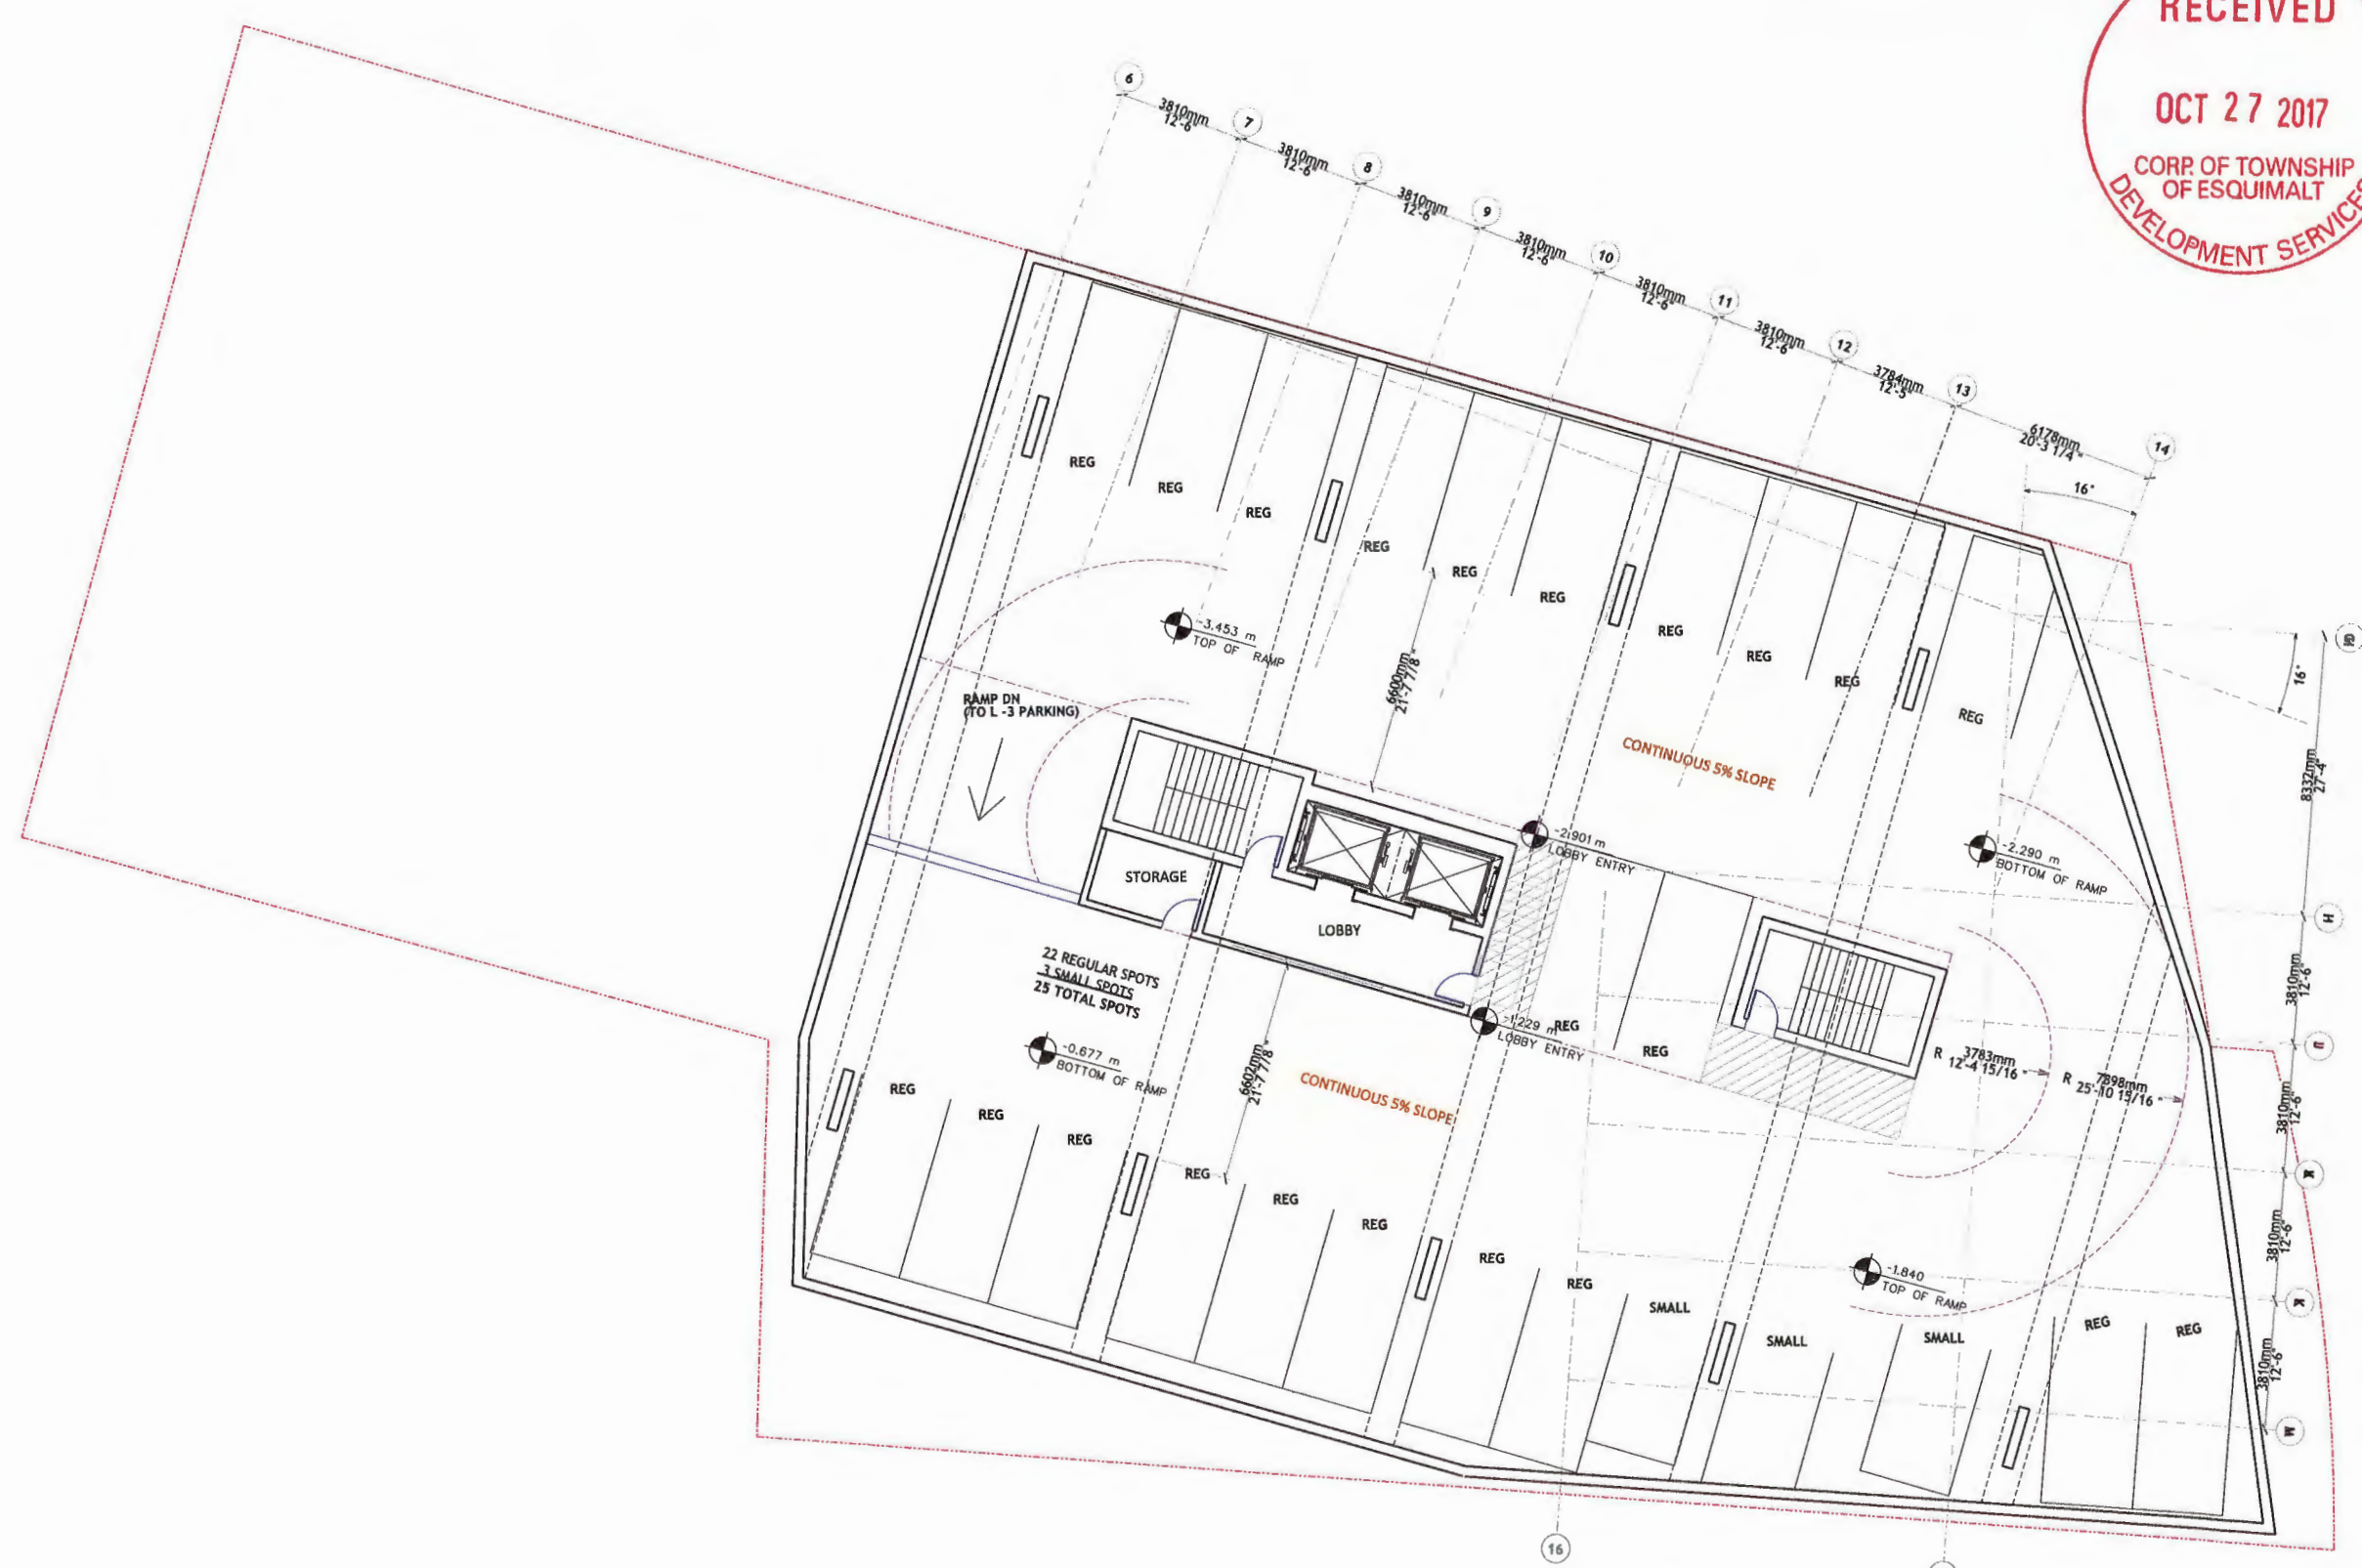 RECEIVED
OCT 27 2017
CORP. OF TOWNSHIP
OF ESQUIMALT
DEVELOPMENT SERVICES
6
3810mm
12'-6"
7
3810mm
12'-6"
8
3810mm
12'-6"
9
3810mm
12'-6"
10
3810mm
12'-6"
11
3810mm
12'-6"
12
3784mm
12'-5"
13
6178mm
20'-3 1/4"
14
16°
REG
REG
REG
REG
REG
REG
REG
REG
REG
REG
-3.453 m
TOP OF RAMP
RAMP DN
(TO L -3 PARKING)
6600mm
21'-7 7/8"
CONTINUOUS 5% SLOPE
16°
8332mm
27'-4"
-2.901 m
LOBBY ENTRY
-2.290 m
BOTTOM OF RAMP
STORAGE
LOBBY
H
22 REGULAR SPOTS
3 SMALL SPOTS
25 TOTAL SPOTS
-1.229 m
LOBBY ENTRY
REG
REG
3810mm
12'-6"
U
-0.677 m
BOTTOM OF RAMP
R 3783mm
12'-4 15/16"
R 7898mm
25'-10 15/16"
6602mm
21'-7 7/8"
CONTINUOUS 5% SLOPE
3810mm
12'-6"
REG
REG
REG
REG
REG
REG
REG
REG
SMALL
SMALL
SMALL
REG
REG
-1.840
TOP OF RAMP
3810mm
12'-6"
K
3810mm
12'-6"
M
16